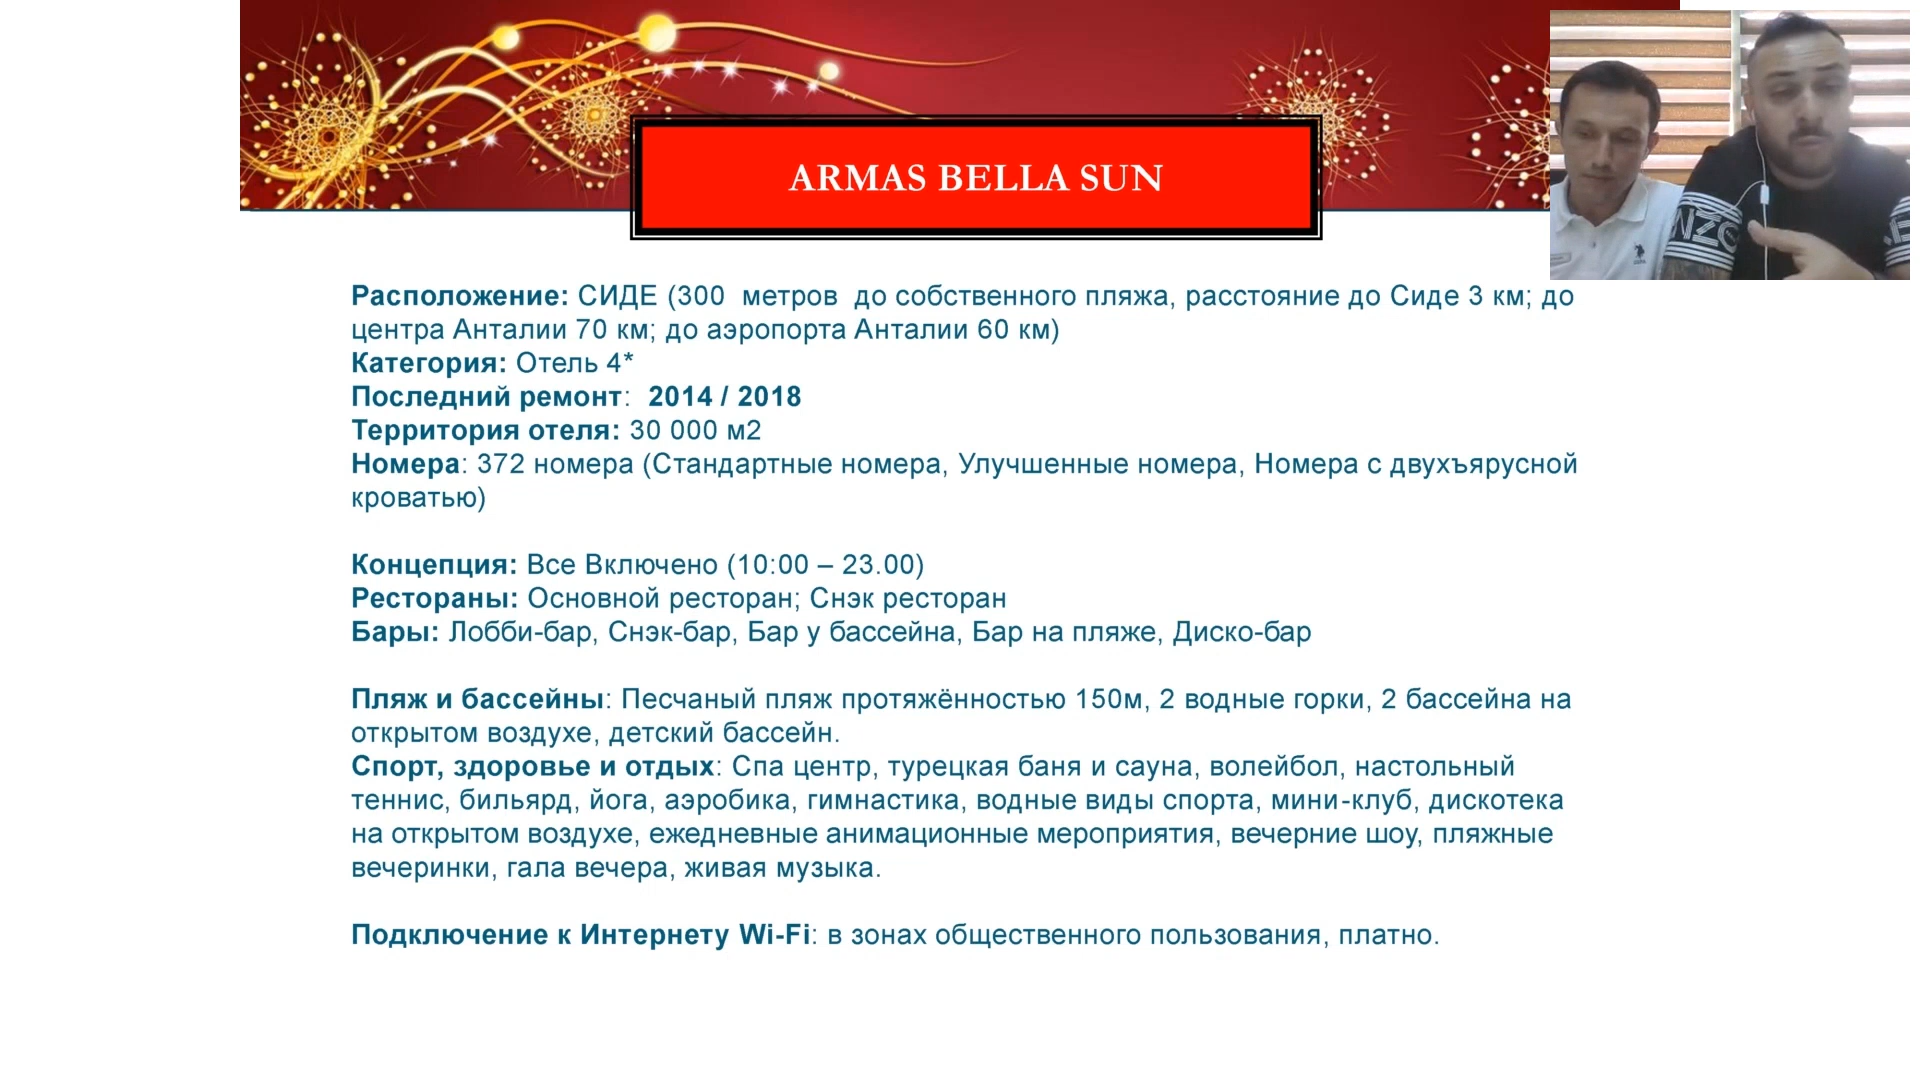 ARMAS BELLA SUN
Расположение: СИДЕ (300 метров до собственного пляжа, расстояние до Сиде 3 км; до
центра Анталии 70 км; до аэропорта Анталии 60 км)
Категория: Отель 4*
Последний ремонт: 2014 / 2018
Территория отеля: 30 000 м2
Номера: 372 номера (Стандартные номера, Улучшенные номера, Номера с двухъярусной
кроватью)
Концепция: Все Включено (10:00 – 23.00)
Рестораны: Основной ресторан; Снэк ресторан
Бары: Лобби-бар, Снэк-бар, Бар у бассейна, Бар на пляже, Диско-бар
Пляж и бассейны: Песчаный пляж протяжённостью 150м, 2 водные горки, 2 бассейна на
открытом воздухе, детский бассейн.
Спорт, здоровье и отдых: Спа центр, турецкая баня и сауна, волейбол, настольный
теннис, бильярд, йога, аэробика, гимнастика, водные виды спорта, мини-клуб, дискотека
на открытом воздухе, ежедневные анимационные мероприятия, вечерние шоу, пляжные
вечеринки, гала вечера, живая музыка.
Подключение к Интернету Wi-Fi: в зонах общественного пользования, платно.